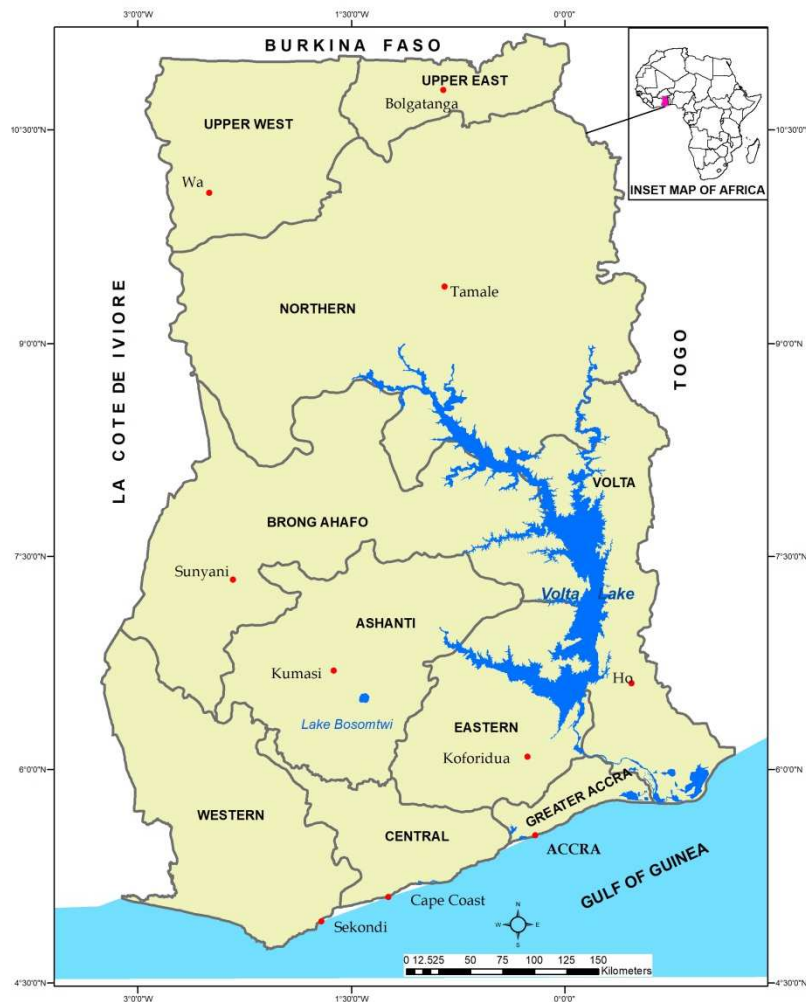 3°0'0"W
1°30'0"W
0°0'0"
BURKINA FASO
UPPER EAST
Bolgatanga
UPPER WEST
10°30'0"N
10°30'0"N
INSET MAP OF AFRICA
Wa
Tamale
NORTHERN
9°0'0"N
9°0'0"N
LA COTE DE IVIORE
TOGO
VOLTA
BRONG AHAFO
7°30'0"N
7°30'0"N
Sunyani
Volta Lake
ASHANTI
Kumasi
Ho
Lake Bosomtwi
EASTERN
Koforidua
6°0'0"N
6°0'0"N
GREATER ACCRA
WESTERN
CENTRAL
ACCRA
GULF OF GUINEA
Cape Coast
Sekondi
N
W E
S
0 12.525 50 75 100 125 150
Kilometers
4°30'0"N
4°30'0"N
3°0'0"W
1°30'0"W
0°0'0"